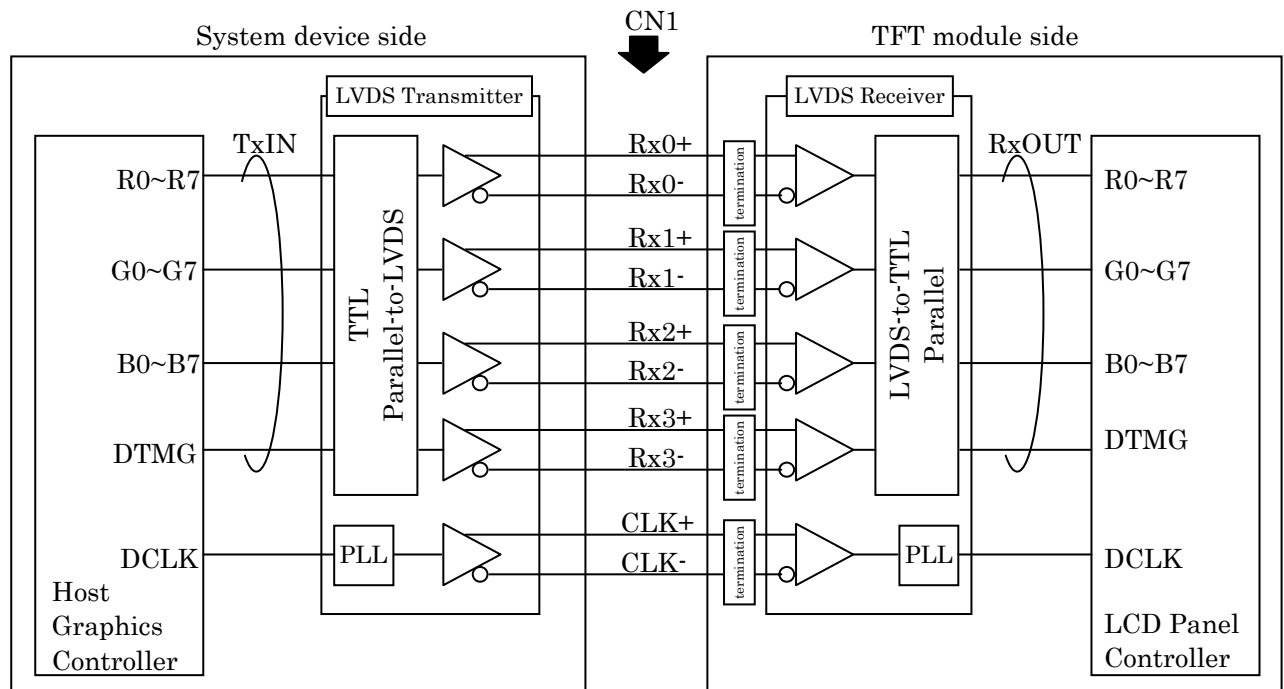 CN1
System device side
TFT module side
LVDS Transmitter
LVDS Receiver
TxIN
RxOUT
R0~R7
G0~G7
B0~B7
DTMG
DCLK
Host
Graphics
Controller
TTL
Parallel-to-LVDS
PLL
Rx0+
Rx0-
Rx1+
Rx1-
Rx2+
Rx2-
Rx3+
Rx3-
CLK+
CLK-
termination
termination
termination
termination
termination
LVDS-to-TTL
Parallel
PLL
R0~R7
G0~G7
B0~B7
DTMG
DCLK
LCD Panel
Controller